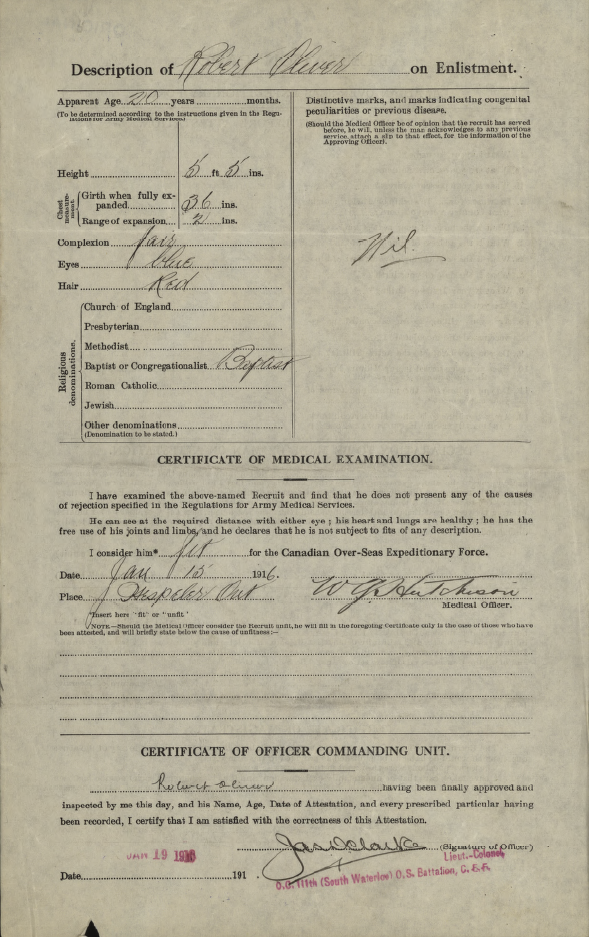 Description of Robert Oliver on Enlistment.
Apparent Age 20 years months.
(To be determined according to the instructions given in the Regulations for Army Medical Services)
Height 5 ft 5 ins.
Chest measurement.
Girth when fully expanded 36 ins.
Range of expansion 2 ins.
Complexion fair
Eyes blue
Hair Red
Religious denominations.
Church of England
Presbyterian
Methodist
Baptist or Congregationalist Baptist
Roman Catholic
Jewish
Other denominations
(Denomination to be stated.)
Distinctive marks, and marks indicating congenital
peculiarities or previous disease.
(Should the Medical Officer be of opinion that the recruit has served
before, he will, unless the man acknowledges to any previous
service, attach a slip to that effect, for the information of the
Approving Officer).
Nil.
CERTIFICATE OF MEDICAL EXAMINATION.
I have examined the above-named Recruit and find that he does not present any of the causes
of rejection specified in the Regulations for Army Medical Services.
He can see at the required distance with either eye ; his heart and lungs are healthy ; he has the
free use of his joints and limbs, and he declares that he is not subject to fits of any description.
I consider him* fit for the Canadian Over-Seas Expeditionary Force.
Date Jan 15 1916.
Place Hespeler Ont W G Hutchison
Medical Officer.
*Insert here "fit" or "unfit"
NOTE.—Should the Medical Officer consider the Recruit unfit, he will fill in the foregoing Certificate only in the case of those who have
been attested, and will briefly state below the cause of unfitness:—
CERTIFICATE OF OFFICER COMMANDING UNIT.
Robert Oliver having been finally approved and
inspected by me this day, and his Name, Age, Date of Attestation, and every prescribed particular having
been recorded, I certify that I am satisfied with the correctness of this Attestation.
Jas D Clarke (Signature of Officer)
JAN 19 1916 Lieut.-Colonel
Date 191 . O.C. 111th (South Waterloo) O.S. Battalion, C.E.F.